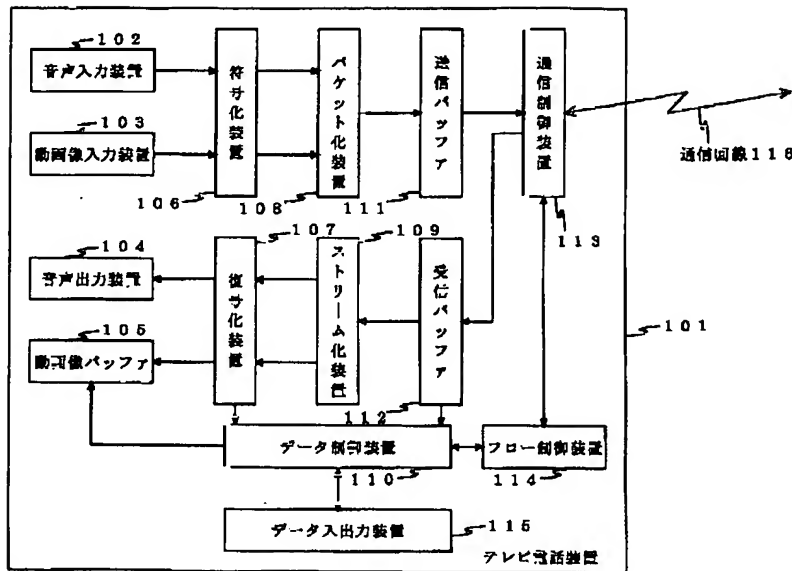 102
音声入力装置
103
動画像入力装置
符号化装置
106
パケット化装置
108
送信バッファ
111
通信制御装置
113
通信回線116
104
音声出力装置
105
動画像バッファ
107
復号化装置
109
ストリーム化装置
受信バッファ
112
101
データ制御装置
110
フロー制御装置
114
データ入出力装置
115
テレビ電話装置